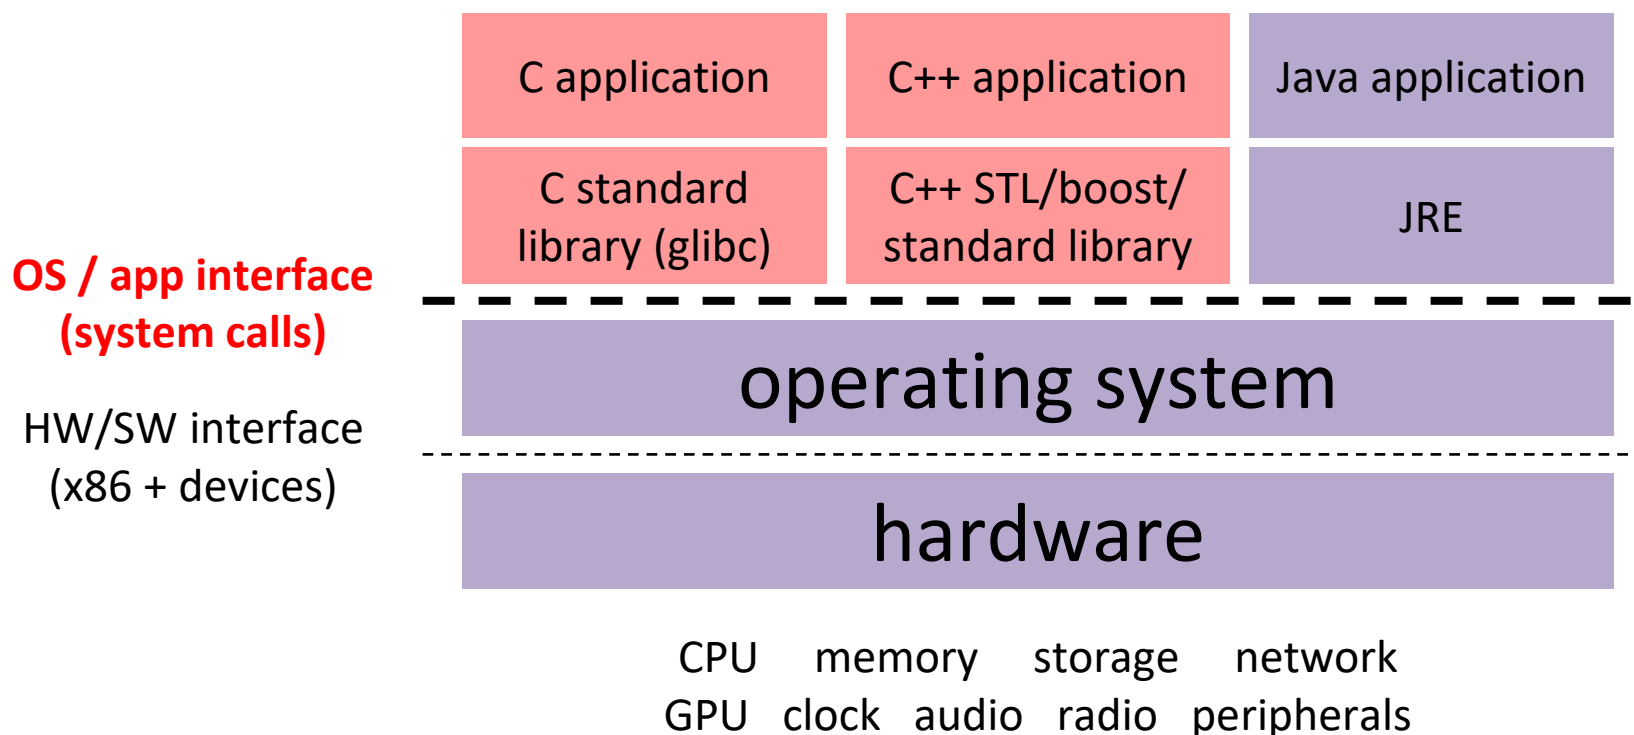 C application
C++ application
Java application
C standard
library (glibc)
C++ STL/boost/
standard library
JRE
OS / app interface
(system calls)
operating system
HW/SW interface
(x86 + devices)
hardware
CPU memory storage network
GPU clock audio radio peripherals